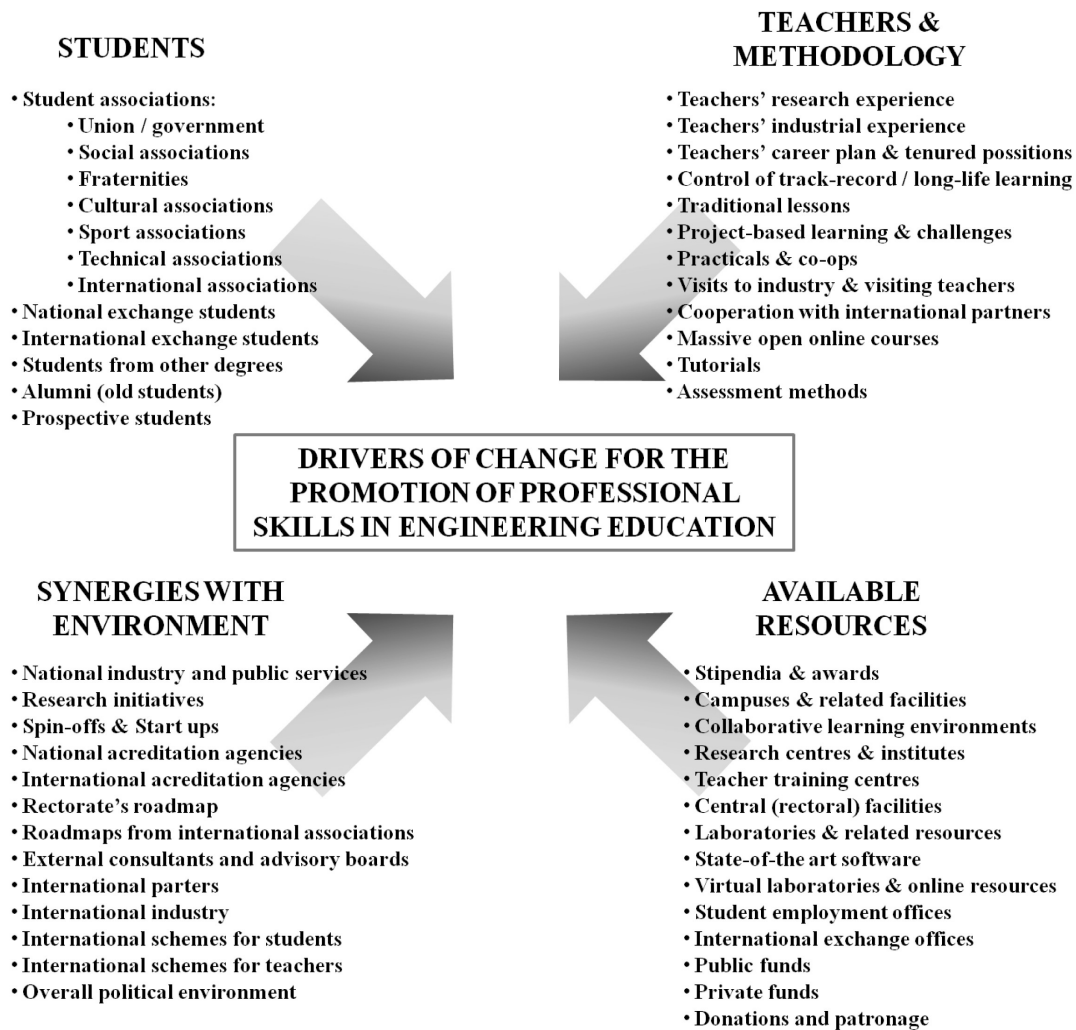 STUDENTS
• Student associations:
• Union / government
• Social associations
• Fraternities
• Cultural associations
• Sport associations
• Technical associations
• International associations
• National exchange students
• International exchange students
• Students from other degrees
• Alumni (old students)
• Prospective students
TEACHERS &
METHODOLOGY
• Teachers' research experience
• Teachers' industrial experience
• Teachers' career plan & tenured possitions
• Control of track-record / long-life learning
• Traditional lessons
• Project-based learning & challenges
• Practicals & co-ops
• Visits to industry & visiting teachers
• Cooperation with international partners
• Massive open online courses
• Tutorials
• Assessment methods
DRIVERS OF CHANGE FOR THE
PROMOTION OF PROFESSIONAL
SKILLS IN ENGINEERING EDUCATION
SYNERGIES WITH
ENVIRONMENT
• National industry and public services
• Research initiatives
• Spin-offs & Start ups
• National acreditation agencies
• International acreditation agencies
• Rectorate's roadmap
• Roadmaps from international associations
• External consultants and advisory boards
• International parters
• International industry
• International schemes for students
• International schemes for teachers
• Overall political environment
AVAILABLE
RESOURCES
• Stipendia & awards
• Campuses & related facilities
• Collaborative learning environments
• Research centres & institutes
• Teacher training centres
• Central (rectoral) facilities
• Laboratories & related resources
• State-of-the art software
• Virtual laboratories & online resources
• Student employment offices
• International exchange offices
• Public funds
• Private funds
• Donations and patronage